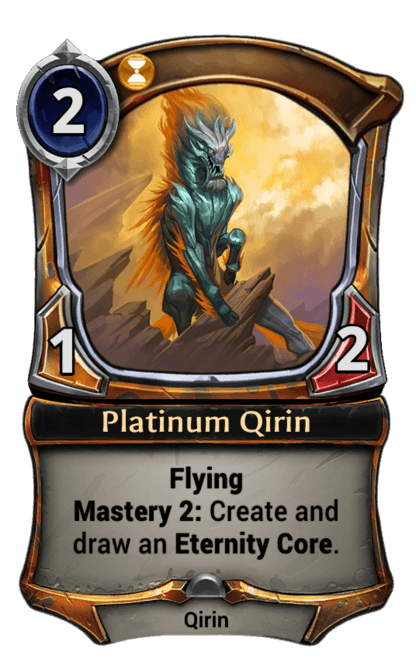 2
1
2
Platinum Qirin
Flying
Mastery 2: Create and
draw an Eternity Core.
Qirin